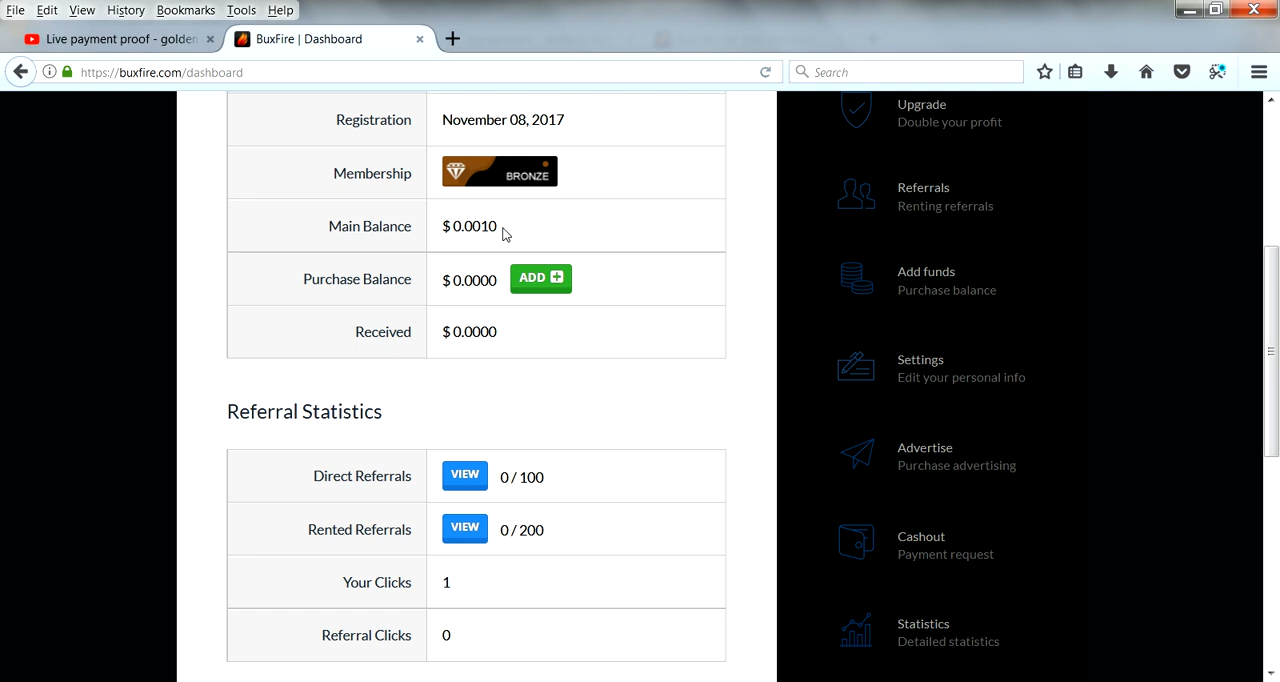 File Edit View History Bookmarks Tools Help
Live payment proof - golden
BuxFire | Dashboard
https://buxfire.com/dashboard
Search
Registration November 08, 2017
Membership BRONZE
Main Balance $ 0.0010
Purchase Balance $ 0.0000 ADD
Received $ 0.0000
Referral Statistics
Direct Referrals VIEW 0 / 100
Rented Referrals VIEW 0 / 200
Your Clicks 1
Referral Clicks 0
Upgrade
Double your profit
Referrals
Renting referrals
Add funds
Purchase balance
Settings
Edit your personal info
Advertise
Purchase advertising
Cashout
Payment request
Statistics
Detailed statistics